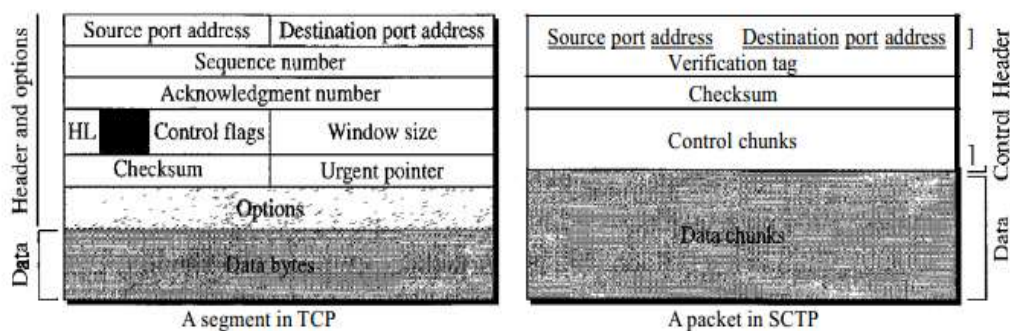 Header and options
Data
Source port address Destination port address
Sequence number
Acknowledgment number
HL Control flags Window size
Checksum Urgent pointer
Options
Data bytes
A segment in TCP
Source port address Destination port address
Verification tag
Checksum
Control chunks
Data chunks
A packet in SCTP
Header
Control
Data